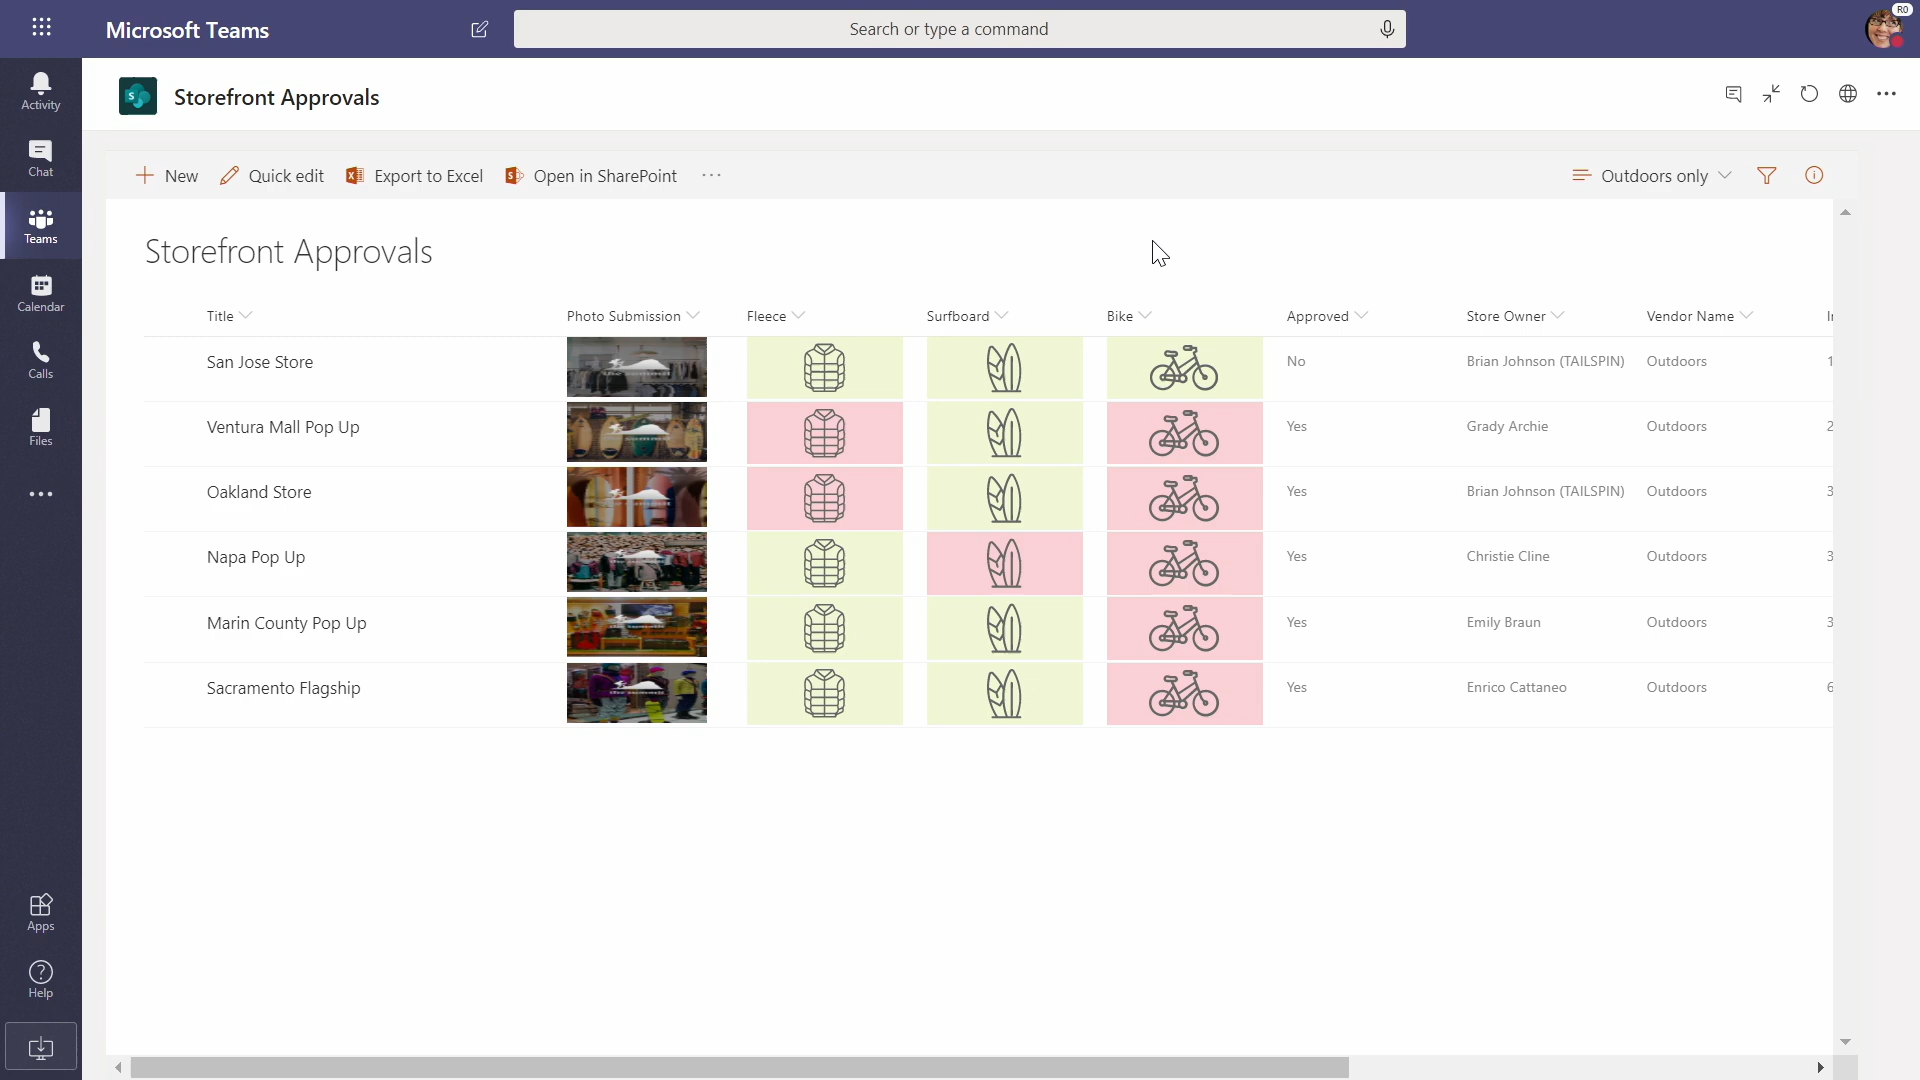 Microsoft Teams
Search or type a command
RO
Activity
Chat
Teams
Calendar
Calls
Files
Apps
Help
Storefront Approvals
New Quick edit Export to Excel Open in SharePoint Outdoors only
Storefront Approvals
Title Photo Submission Fleece Surfboard Bike Approved Store Owner Vendor Name
San Jose Store No Brian Johnson (TAILSPIN) Outdoors 1
Ventura Mall Pop Up Yes Grady Archie Outdoors 2
Oakland Store Yes Brian Johnson (TAILSPIN) Outdoors 3
Napa Pop Up Yes Christie Cline Outdoors 3
Marin County Pop Up Yes Emily Braun Outdoors 3
Sacramento Flagship Yes Enrico Cattaneo Outdoors 6